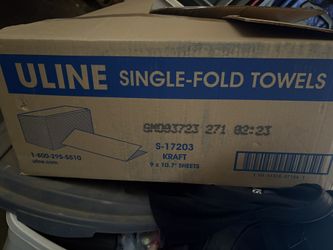 ULINE SINGLE-FOLD TOWELS
GM093723 271 02:23
S-17203
KRAFT
9 x 10.7" SHEETS
1-800-295-5510
uline.com